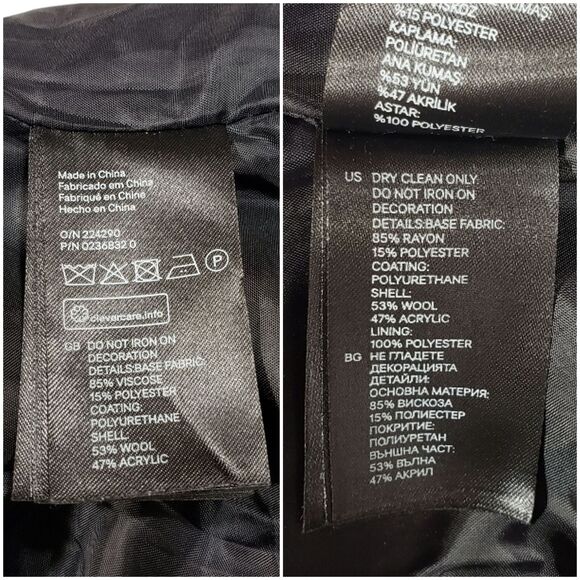 Made in China
Fabricado em China
Fabriqué en Chine
Hecho en China
O/N 224290
P/N 0236832 0
P
clevercare.info
GB DO NOT IRON ON
DECORATION
DETAILS:BASE FABRIC:
85% VISCOSE
15% POLYESTER
COATING:
POLYURETHANE
SHELL:
53% WOOL
47% ACRYLIC
%15 POLYESTER
KAPLAMA:
POLIÜRETAN
ANA KUMAŞ:
%53 YÜN
%47 AKRİLİK
ASTAR:
%100 POLYESTER
US DRY CLEAN ONLY
DO NOT IRON ON
DECORATION
DETAILS:BASE FABRIC:
85% RAYON
15% POLYESTER
COATING:
POLYURETHANE
SHELL:
53% WOOL
47% ACRYLIC
LINING:
100% POLYESTER
BG НЕ ГЛАДЕТЕ
ДЕКОРАЦИЯТА
ДЕТАЙЛИ:
ОСНОВНА МАТЕРИЯ:
85% ВИСКОЗА
15% ПОЛИЕСТЕР
ПОКРИТИЕ:
ПОЛИУРЕТАН
ВЪНШНА ЧАСТ:
53% ВЪЛНА
47% АКРИЛ